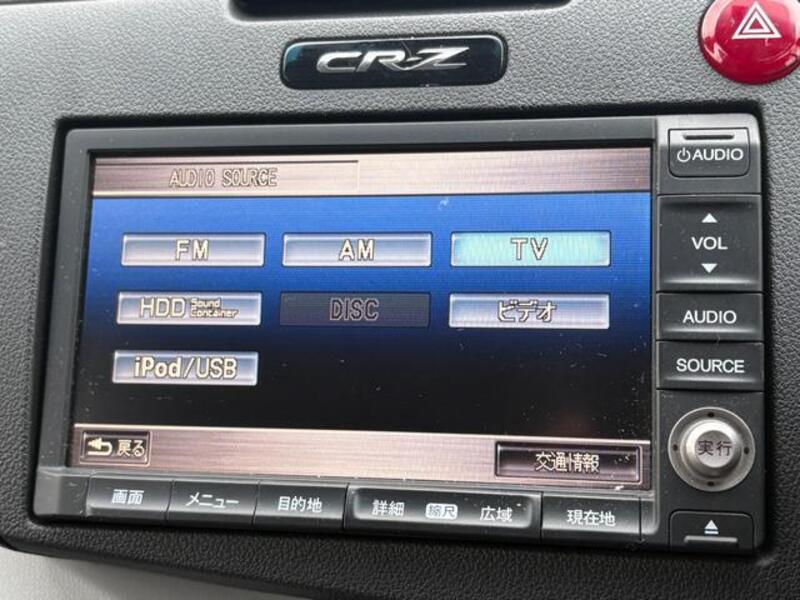 CR-Z
AUDIO
AUDIO SOURCE
FM AM TV
VOL
HDD Sound Container DISC ビデオ
AUDIO
iPod/USB
SOURCE
戻る 交通情報
実行
画面 メニュー 目的地 詳細 縮尺 広域 現在地